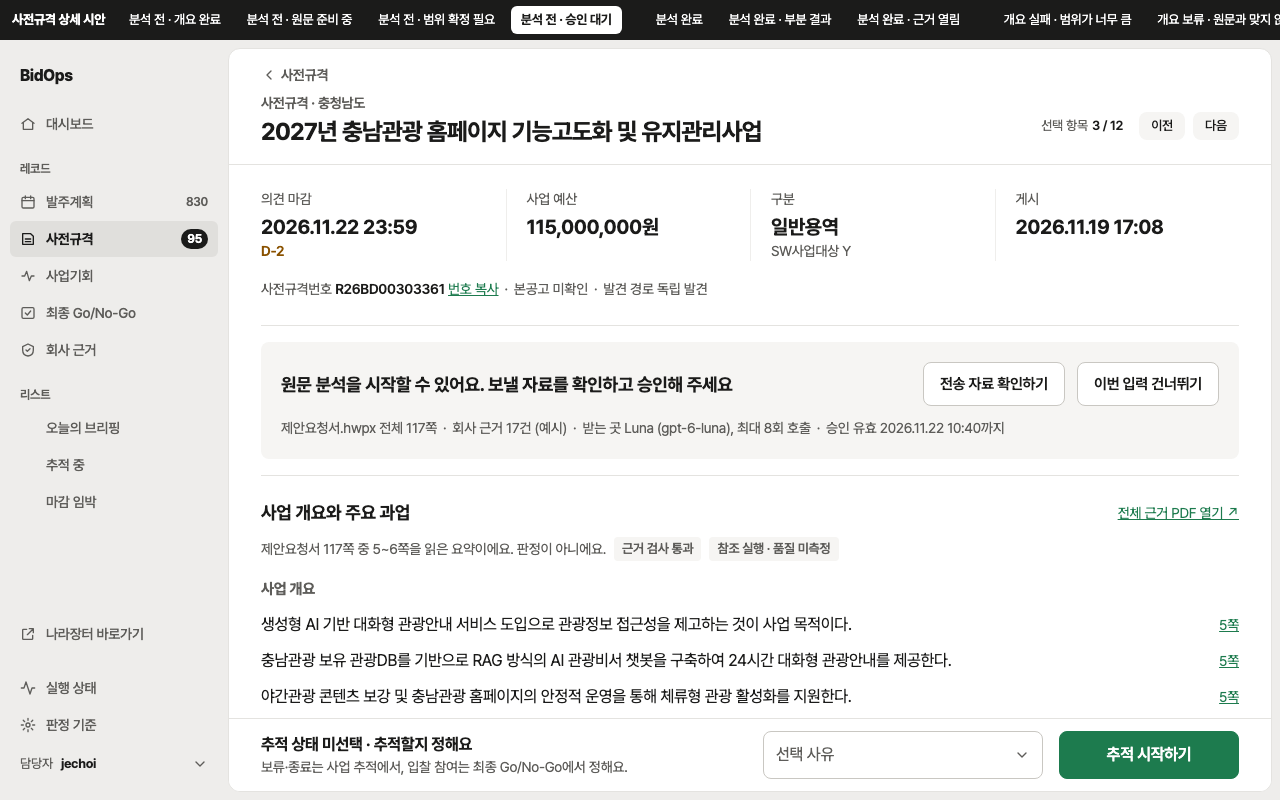 사전규격 상세 시안 분석 전 · 개요 완료 분석 전 · 원문 준비 중 분석 전 · 범위 확정 필요 분석 전 · 승인 대기 분석 완료 분석 완료 · 부분 결과 분석 완료 · 근거 열림 개요 실패 · 범위가 너무 큼 개요 보류 · 원문과 맞지
BidOps
대시보드
레코드
발주계획 830
사전규격 95
사업기회
최종 Go/No-Go
회사 근거
리스트
오늘의 브리핑
추적 중
마감 임박
나라장터 바로가기
실행 상태
판정 기준
담당자 jechoi
사전규격
사전규격 · 충청남도
2027년 충남관광 홈페이지 기능고도화 및 유지관리사업
선택 항목 3 / 12 이전 다음
의견 마감
2026.11.22 23:59
D-2
사업 예산
115,000,000원
구분
일반용역
SW사업대상 Y
게시
2026.11.19 17:08
사전규격번호 R26BD00303361 번호 복사 · 본공고 미확인 · 발견 경로 독립 발견
원문 분석을 시작할 수 있어요. 보낼 자료를 확인하고 승인해 주세요
전송 자료 확인하기 이번 입력 건너뛰기
제안요청서.hwpx 전체 117쪽 · 회사 근거 17건 (예시) · 받는 곳 Luna (gpt-6-luna), 최대 8회 호출 · 승인 유효 2026.11.22 10:40까지
사업 개요와 주요 과업 전체 근거 PDF 열기 ↗
제안요청서 117쪽 중 5~6쪽을 읽은 요약이에요. 판정이 아니에요. 근거 검사 통과 참조 실행 · 품질 미측정
사업 개요
생성형 AI 기반 대화형 관광안내 서비스 도입으로 관광정보 접근성을 제고하는 것이 사업 목적이다. 5쪽
충남관광 보유 관광DB를 기반으로 RAG 방식의 AI 관광비서 챗봇을 구축하여 24시간 대화형 관광안내를 제공한다. 5쪽
야간관광 콘텐츠 보강 및 충남관광 홈페이지의 안정적 운영을 통해 체류형 관광 활성화를 지원한다. 5쪽
추적 상태 미선택 · 추적할지 정해요
보류·종료는 사업 추적에서, 입찰 참여는 최종 Go/No-Go에서 정해요.
선택 사유
추적 시작하기